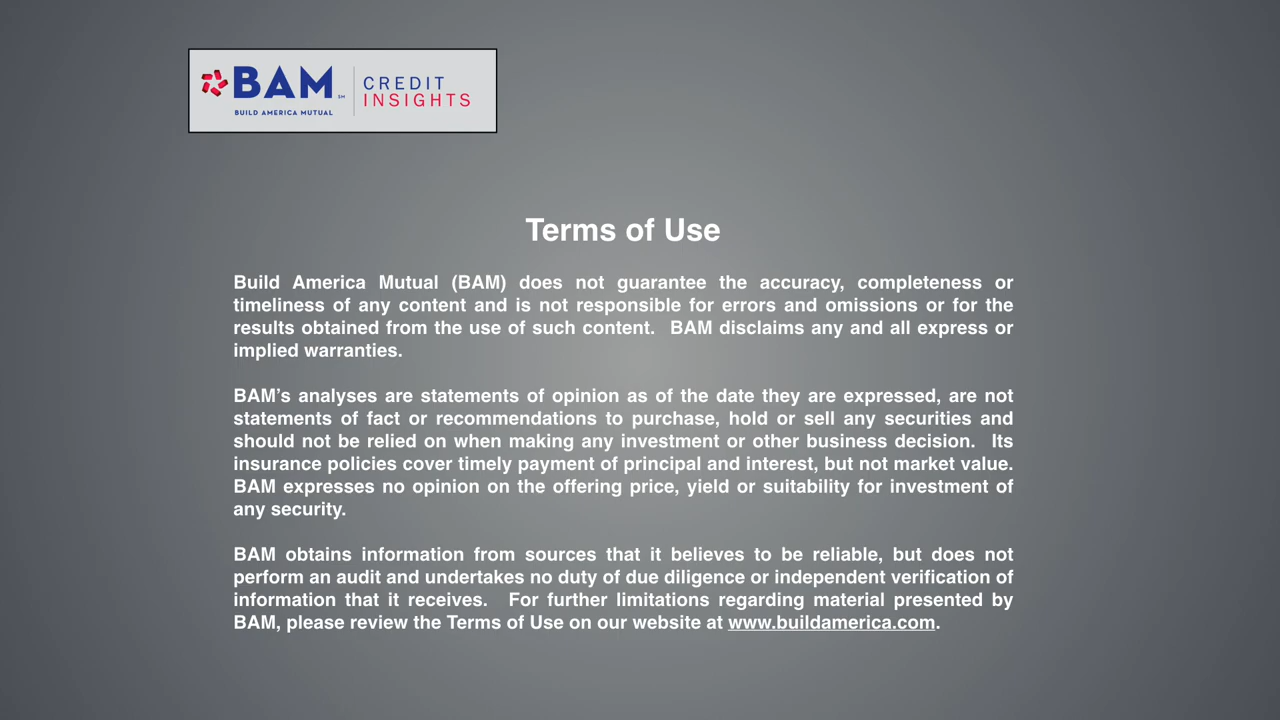 BAM SM
BUILD AMERICA MUTUAL
CREDIT
INSIGHTS
Terms of Use
Build America Mutual (BAM) does not guarantee the accuracy, completeness or
timeliness of any content and is not responsible for errors and omissions or for the
results obtained from the use of such content.  BAM disclaims any and all express or
implied warranties.
BAM’s analyses are statements of opinion as of the date they are expressed, are not
statements of fact or recommendations to purchase, hold or sell any securities and
should not be relied on when making any investment or other business decision.  Its
insurance policies cover timely payment of principal and interest, but not market value.
BAM expresses no opinion on the offering price, yield or suitability for investment of
any security.
BAM obtains information from sources that it believes to be reliable, but does not
perform an audit and undertakes no duty of due diligence or independent verification of
information that it receives.  For further limitations regarding material presented by
BAM, please review the Terms of Use on our website at www.buildamerica.com.